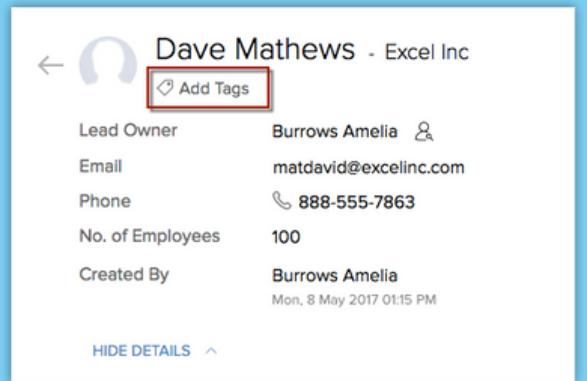 Dave Mathews - Excel Inc
Add Tags
Lead Owner Burrows Amelia
Email matdavid@excelinc.com
Phone 888-555-7863
No. of Employees 100
Created By Burrows Amelia
Mon, 8 May 2017 01:15 PM
HIDE DETAILS